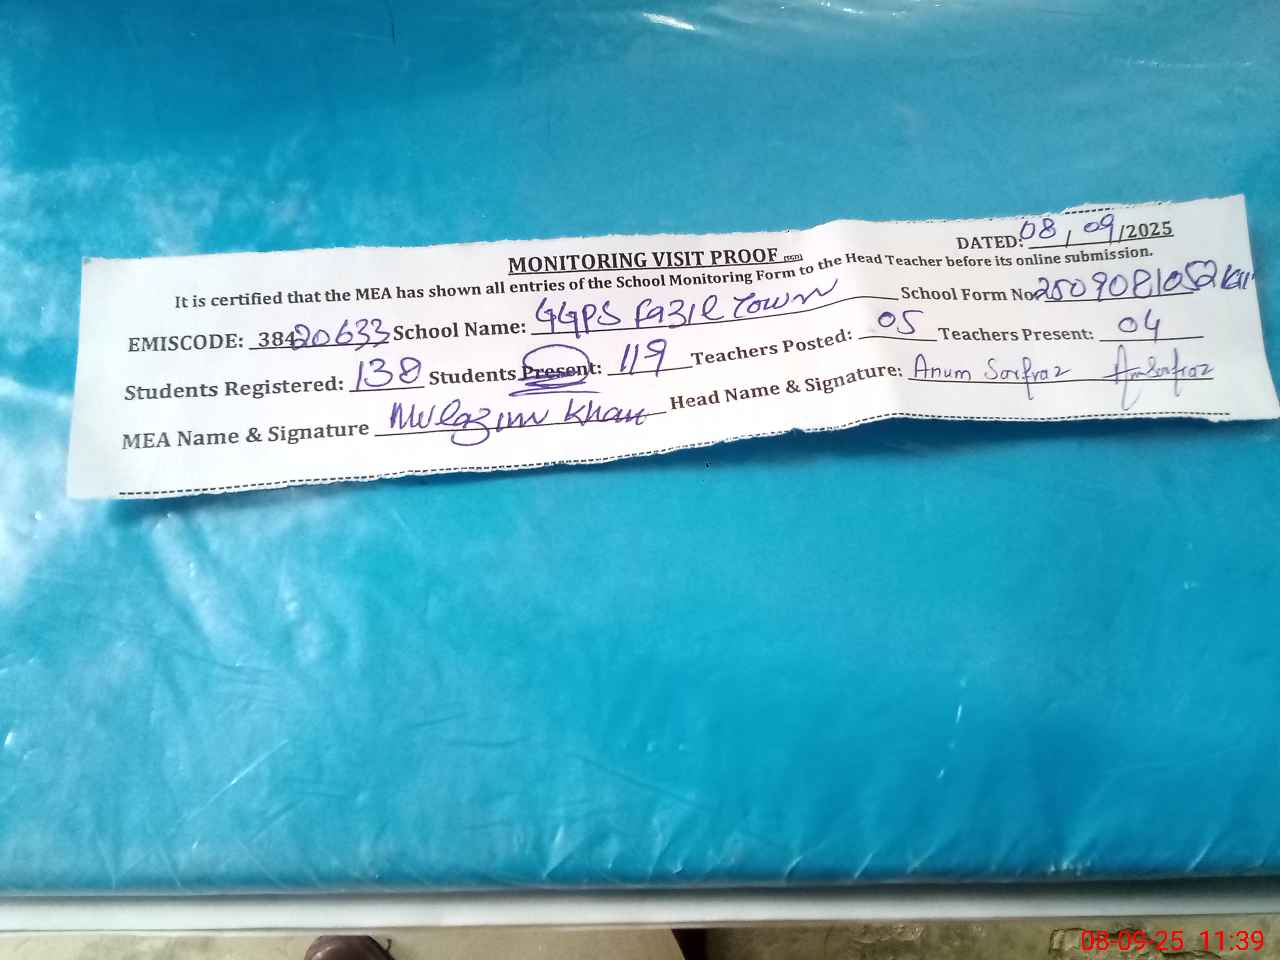 MONITORING VISIT PROOF
DATED: 08, 09/2025
It is certified that the MEA has shown all entries of the School Monitoring Form to the Head Teacher before its online submission.
EMISCODE: 38420633 School Name: GGPS Fazil Town School Form No 2509081052
Students Registered: 138 Students Present: 119 Teachers Posted: 05 Teachers Present: 04
MEA Name & Signature Mulazim Khan Head Name & Signature: Anum Sarfraz
08-09-25 11:39